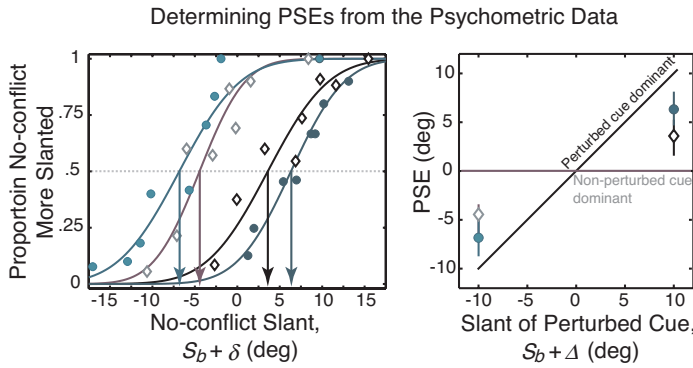 Determining PSEs from the Psychometric Data
Proportoin No-conflict
More Slanted
1
.75
.5
.25
0
-15
-10
-5
0
5
10
15
No-conflict Slant,
S_b + δ (deg)
PSE (deg)
10
5
0
-5
-10
Perturbed cue dominant
Non-perturbed cue
dominant
-10
-5
0
5
10
Slant of Perturbed Cue,
S_b + Δ (deg)